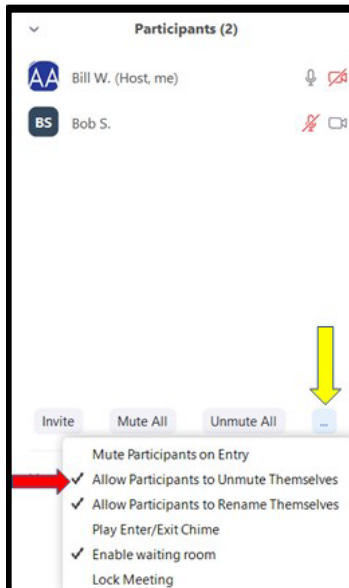 Participants (2)
AA Bill W. (Host, me)
BS Bob S.
Invite Mute All Unmute All ...
Mute Participants on Entry
✓ Allow Participants to Unmute Themselves
✓ Allow Participants to Rename Themselves
Play Enter/Exit Chime
✓ Enable waiting room
Lock Meeting